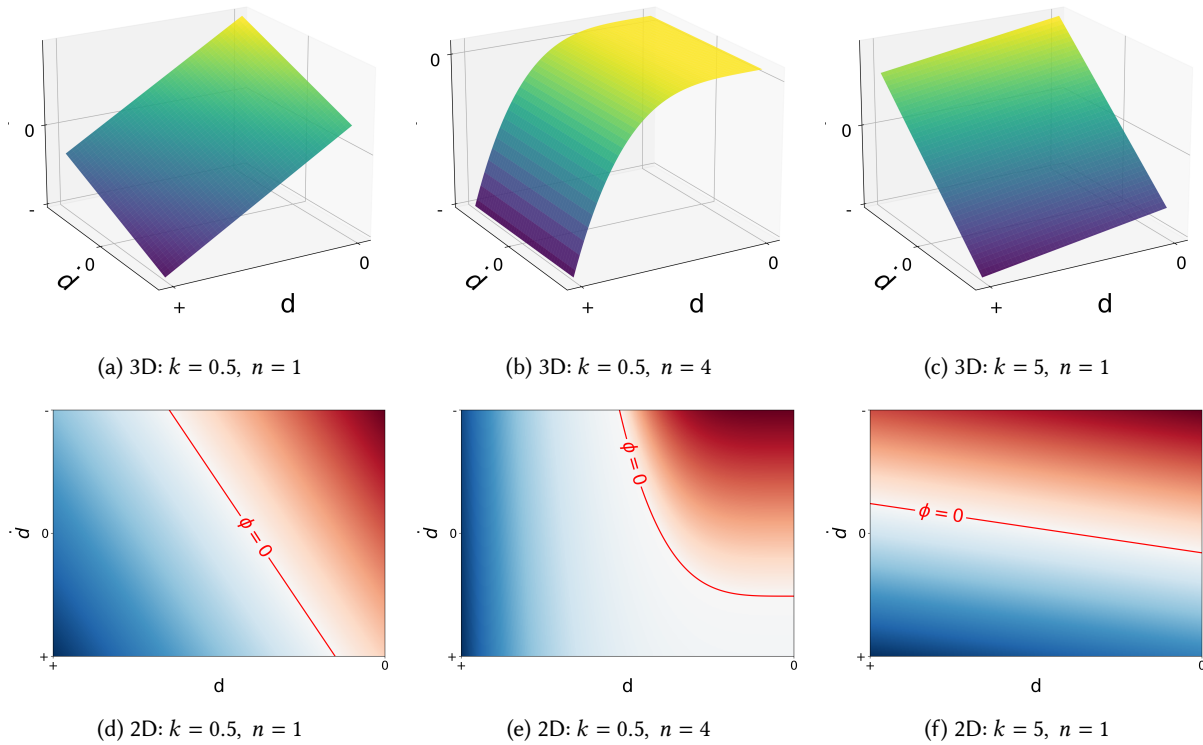 0
-
ḋ
0
+
d
0
(a) 3D: k = 0.5, n = 1
0
-
ḋ
0
+
d
0
(b) 3D: k = 0.5, n = 4
0
-
ḋ
0
+
d
0
(c) 3D: k = 5, n = 1
-
ḋ
0
+
+
0
d
ϕ = 0
(d) 2D: k = 0.5, n = 1
-
ḋ
0
+
+
0
d
ϕ = 0
(e) 2D: k = 0.5, n = 4
-
ḋ
0
+
+
0
d
ϕ = 0
(f) 2D: k = 5, n = 1